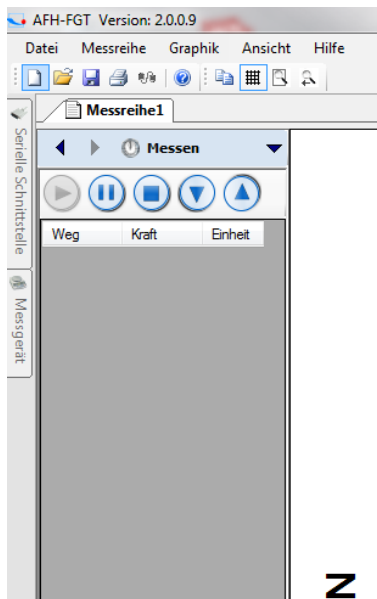 AFH-FGT Version: 2.0.0.9
Datei Messreihe Graphik Ansicht Hilfe
Messreihe1
Serielle Schnittstelle
Messen
Weg Kraft Einheit
Messgerät
N